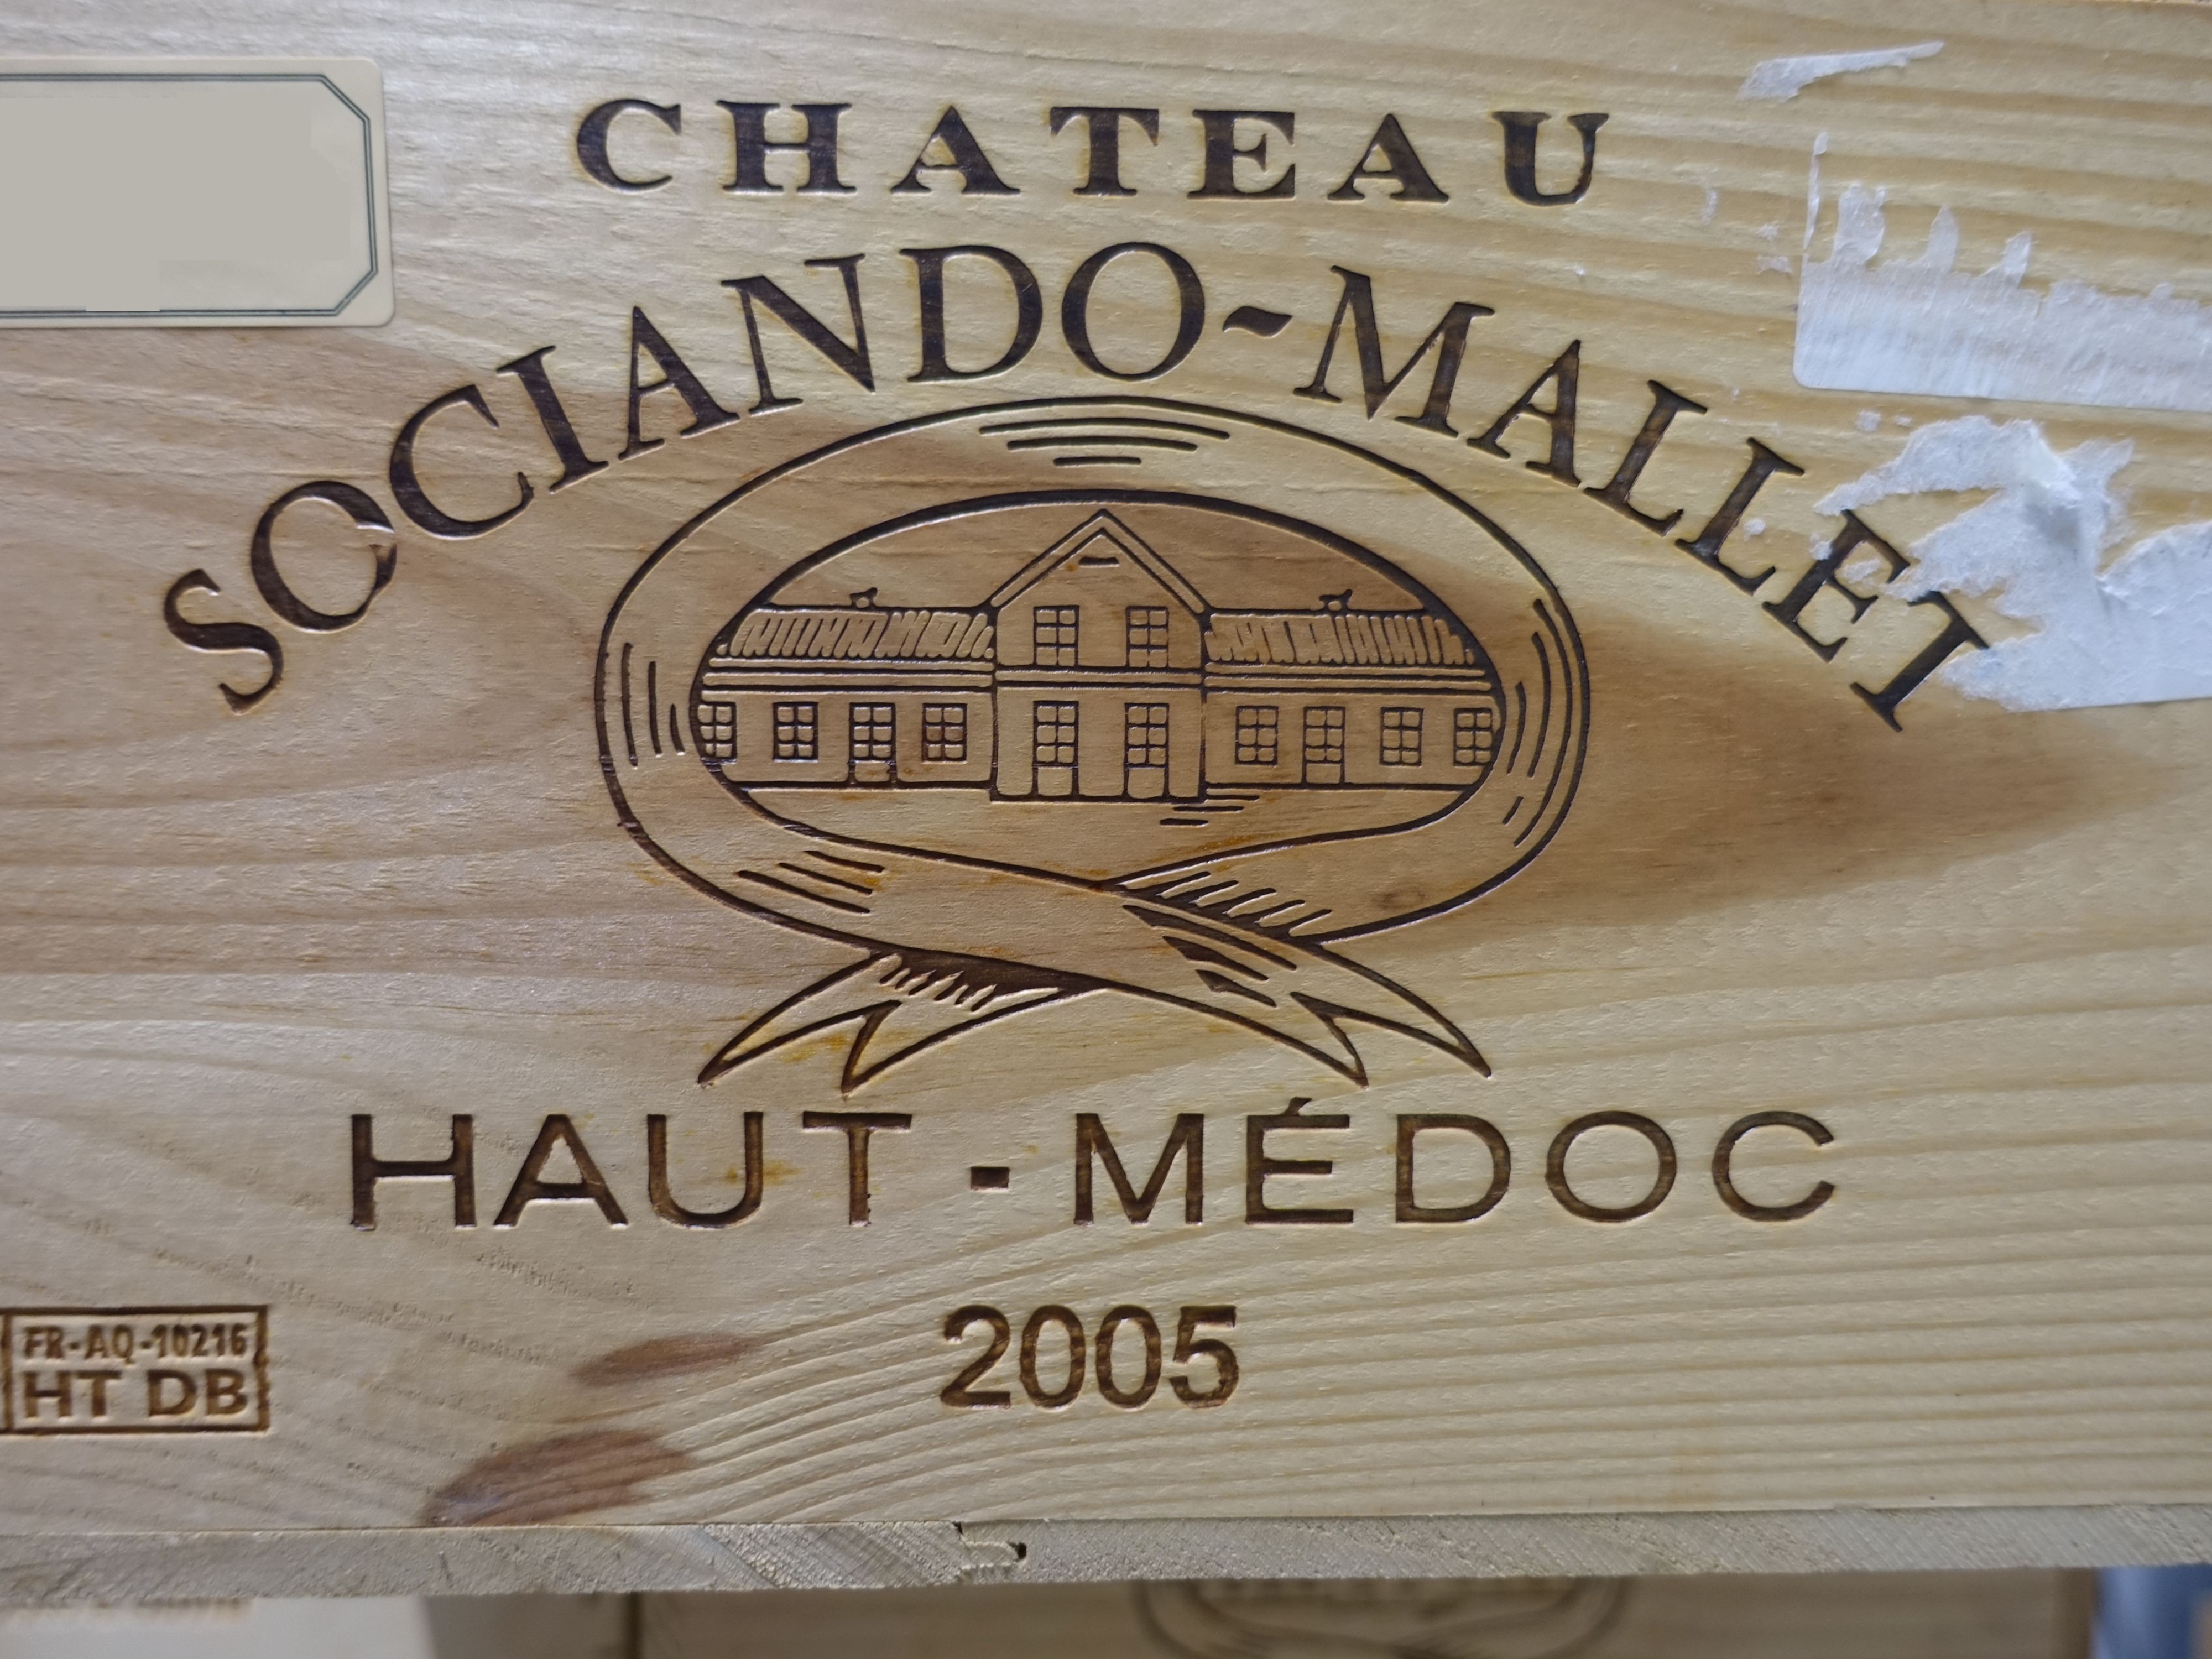 CHATEAU
SOCIANDO-MALLET
HAUT-MÉDOC
2005
FR-AQ-10216
HT DB